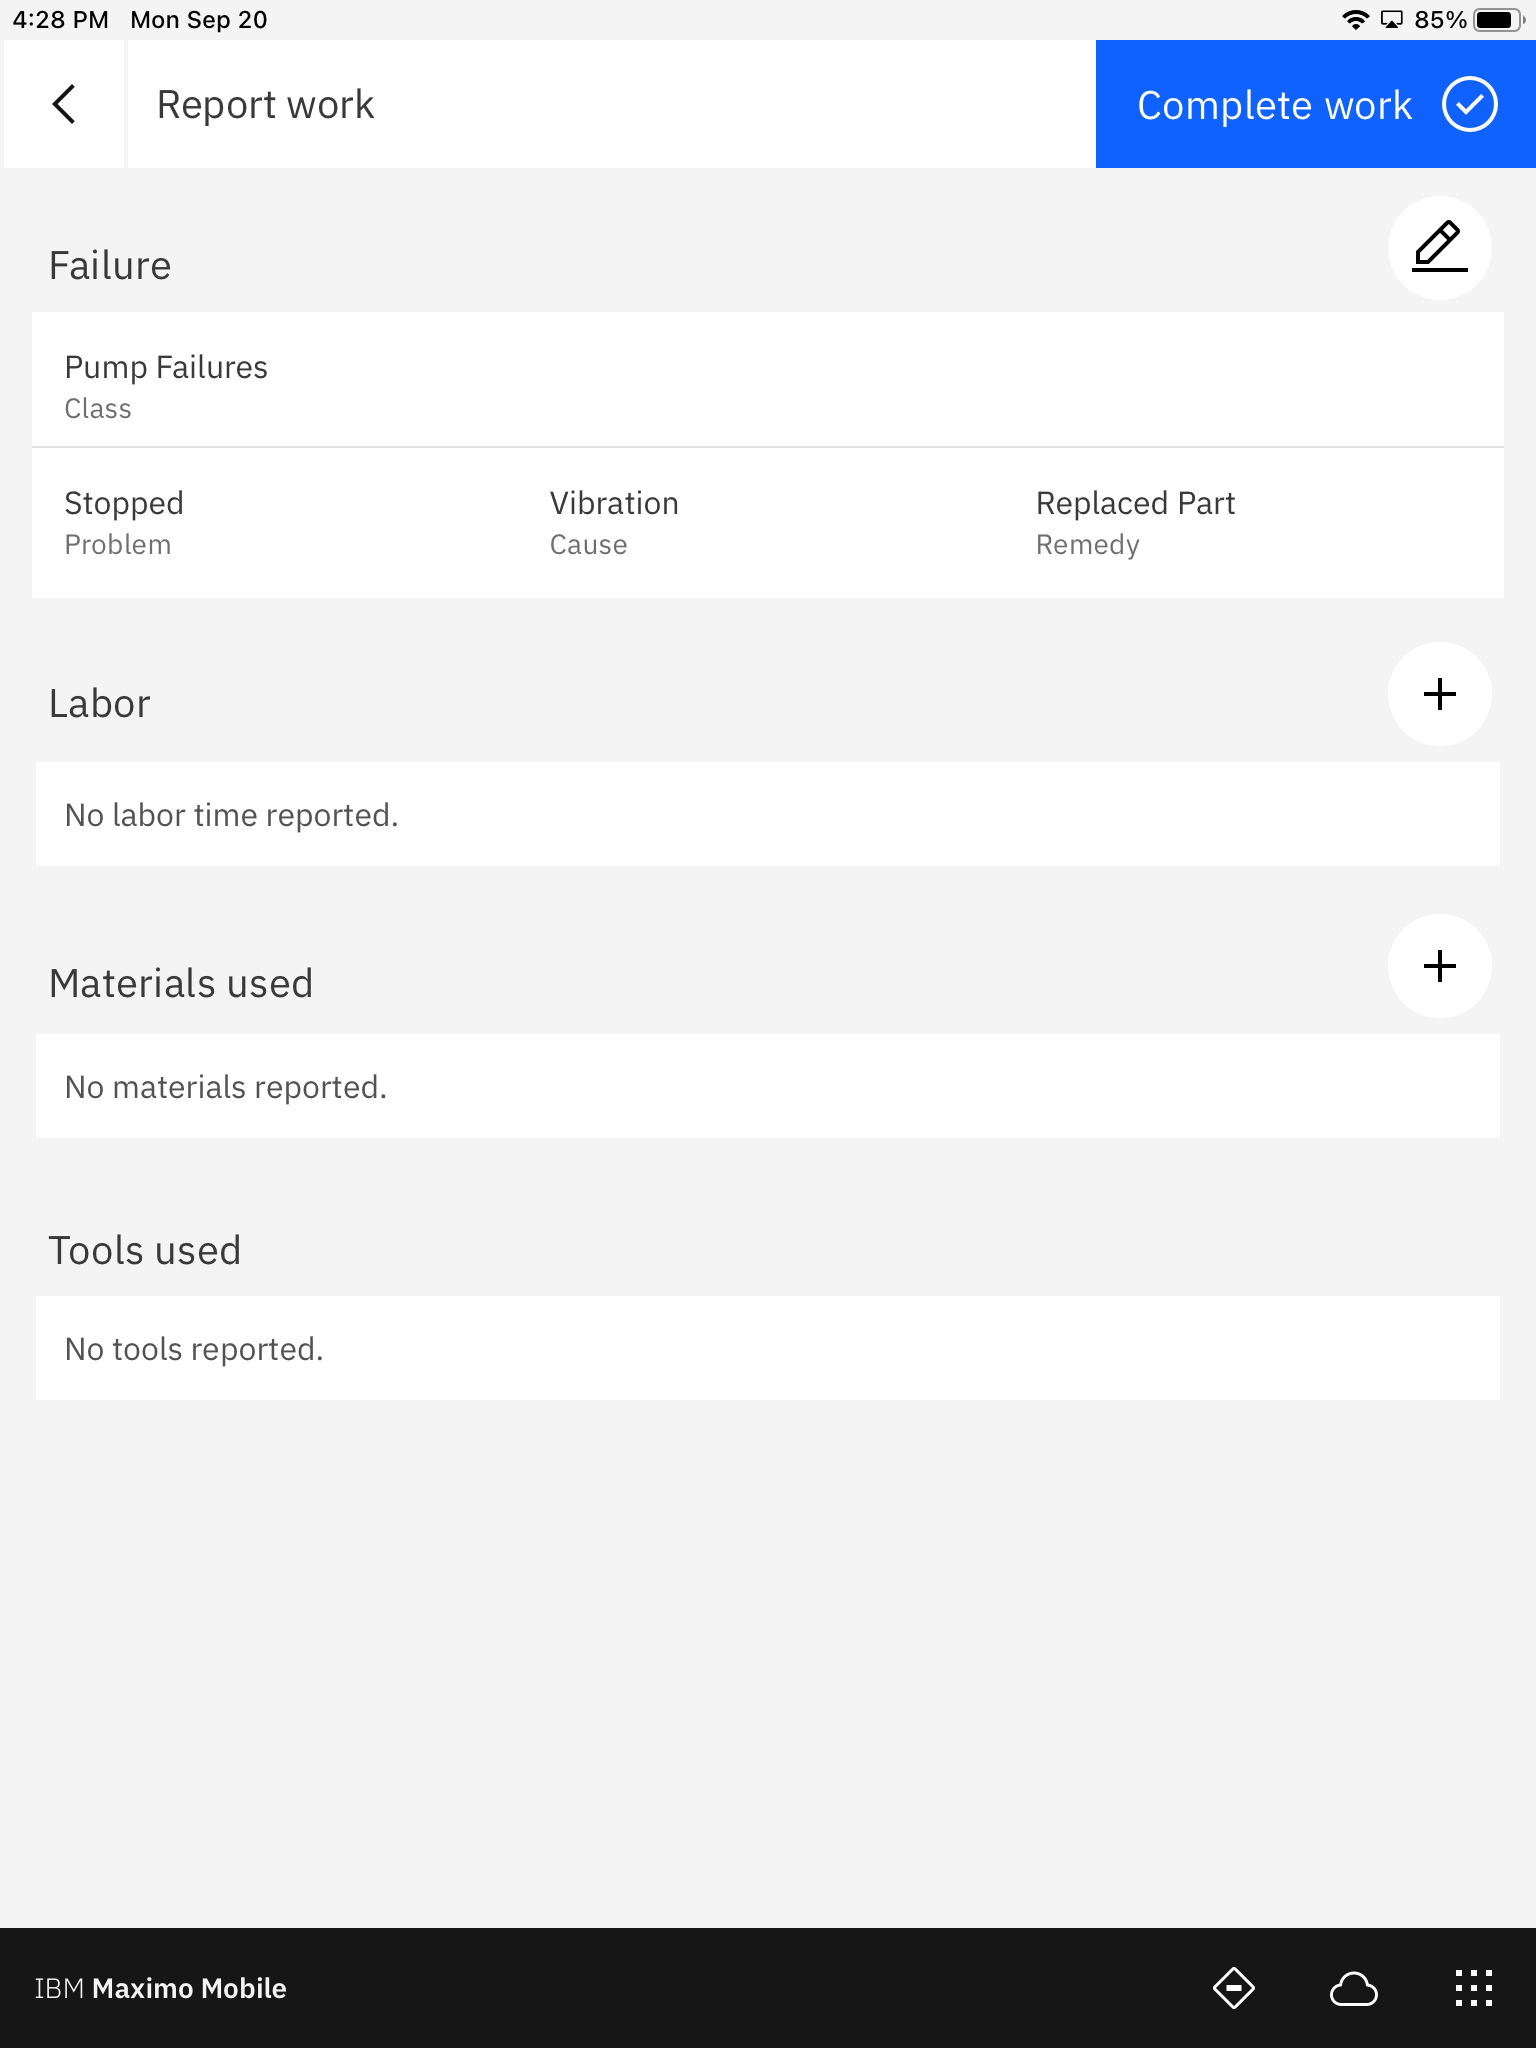 4:28 PM Mon Sep 20 85%
Report work
Complete work
Failure
Pump Failures
Class
Stopped Vibration Replaced Part
Problem Cause Remedy
Labor
No labor time reported.
Materials used
No materials reported.
Tools used
No tools reported.
IBM Maximo Mobile